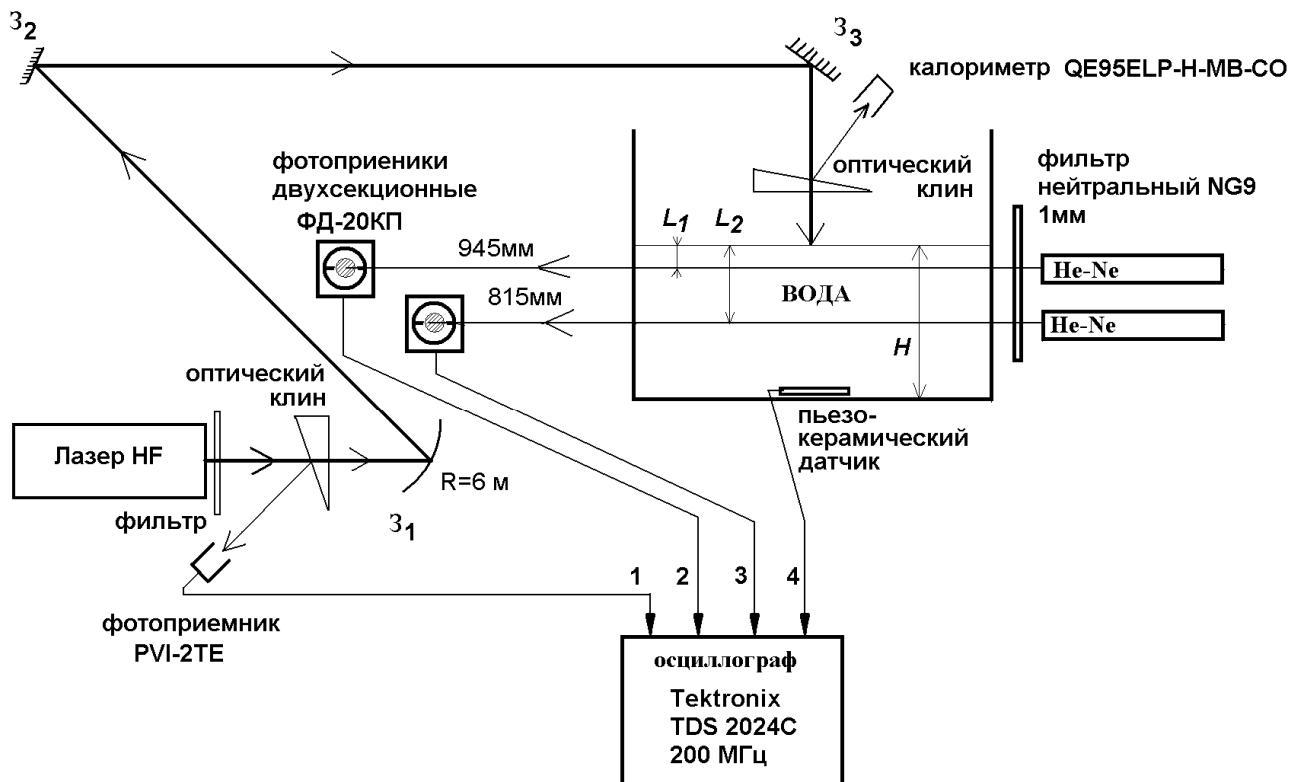 З2
З3
калориметр QE95ELP-H-MB-CO
фотоприеники
двухсекционные
ФД-20КП
оптический
клин
фильтр
нейтральный NG9
1мм
L1
L2
945мм
He-Ne
815мм
ВОДА
He-Ne
H
оптический
клин
пьезо-
керамический
датчик
Лазер HF
R=6 м
фильтр
З1
1
2
3
4
фотоприемник
PVI-2TE
осциллограф
Tektronix
TDS 2024C
200 МГц